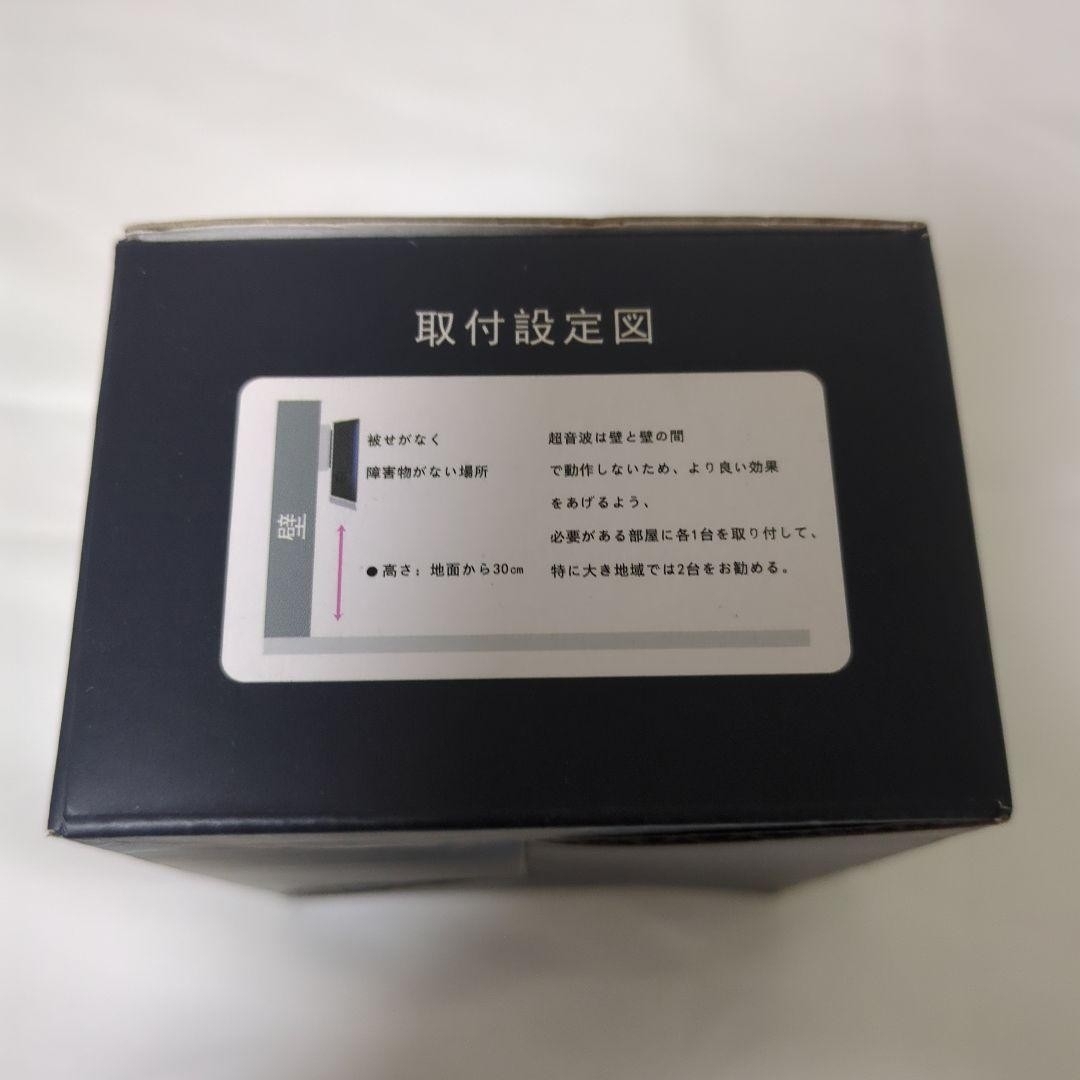 取付設定図
壁
被せがなく
障害物がない場所
●高さ: 地面から30㎝
超音波は壁と壁の間
で動作しないため、より良い効果
をあげるよう、
必要がある部屋に各1台を取り付して、
特に大き地域では2台をお勧める。